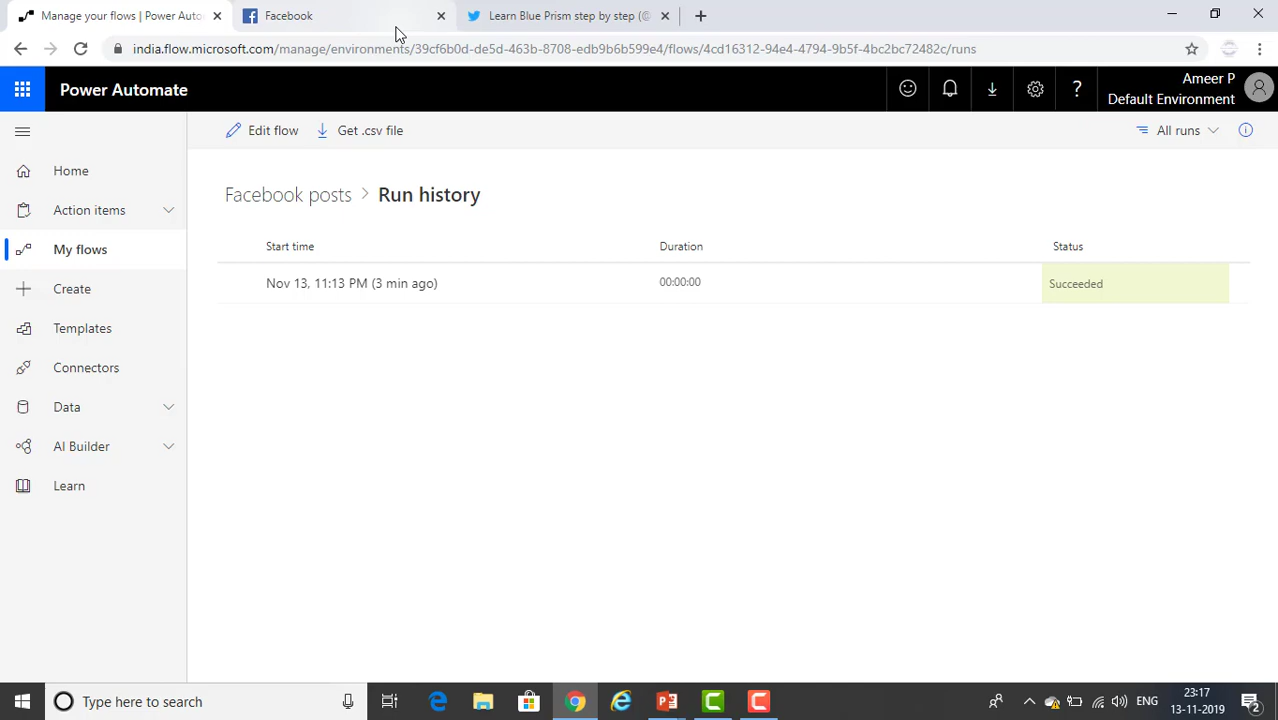 Manage your flows | Power Auto
Facebook
Learn Blue Prism step by step (@
india.flow.microsoft.com/manage/environments/39cf6b0d-de5d-463b-8708-edb9b6b599e4/flows/4cd16312-94e4-4794-9b5f-4bc2bc72482c/runs
Power Automate
Ameer P
Default Environment
Edit flow
Get .csv file
All runs
Home
Action items
My flows
Create
Templates
Connectors
Data
AI Builder
Learn
Facebook posts > Run history
Start time Duration Status
Nov 13, 11:13 PM (3 min ago) 00:00:00 Succeeded
Type here to search
ENG
23:17
13-11-2019
2